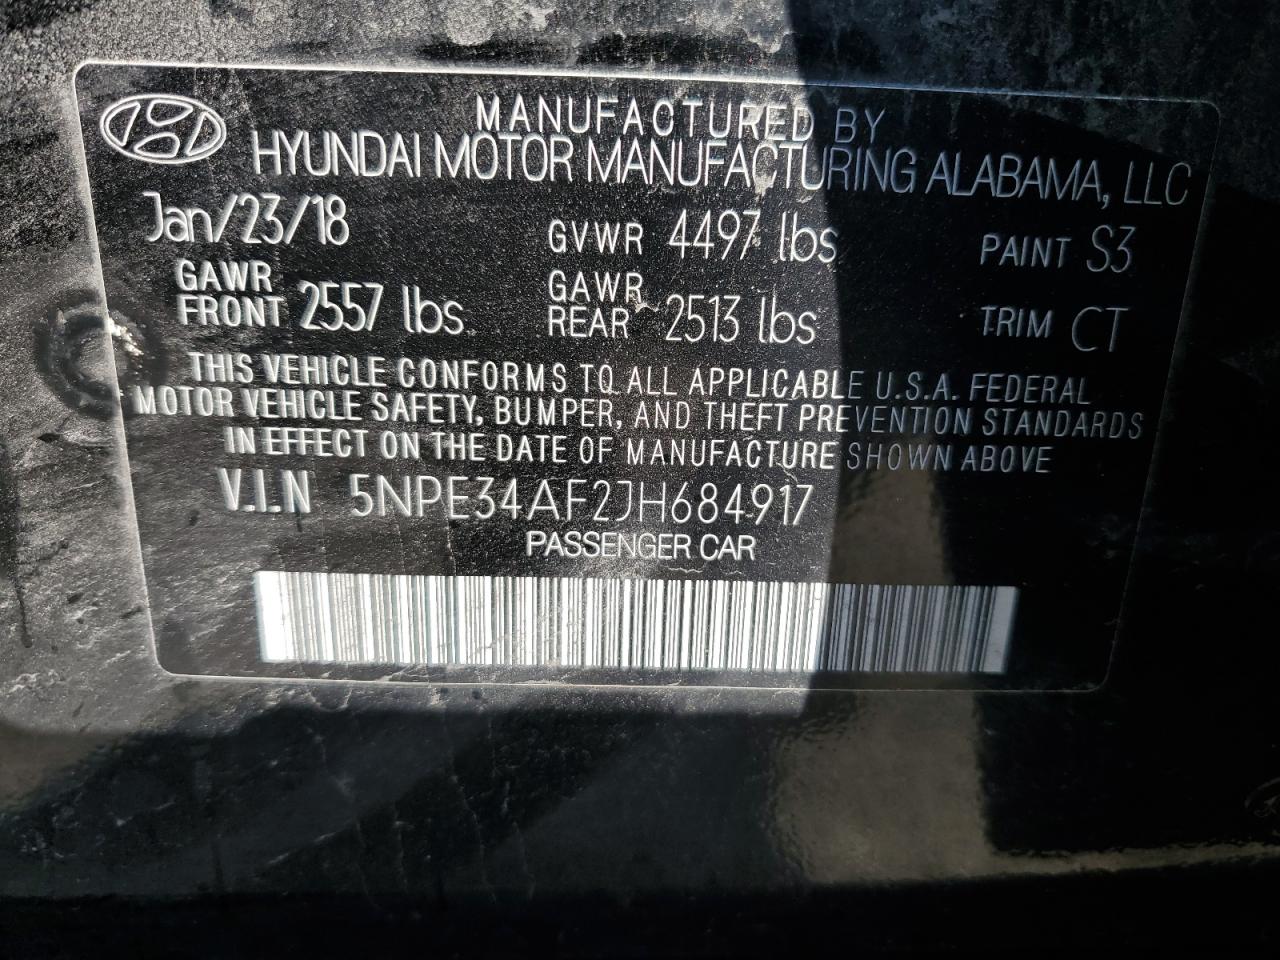 MANUFACTURED BY
HYUNDAI MOTOR MANUFACTURING ALABAMA, LLC
Jan/23/18 GVWR 4497 lbs PAINT S3
GAWR FRONT 2557 lbs. GAWR REAR 2513 lbs TRIM CT
THIS VEHICLE CONFORMS TO ALL APPLICABLE U.S.A. FEDERAL
MOTOR VEHICLE SAFETY, BUMPER, AND THEFT PREVENTION STANDARDS
IN EFFECT ON THE DATE OF MANUFACTURE SHOWN ABOVE
V.I.N 5NPE34AF2JH684917
PASSENGER CAR